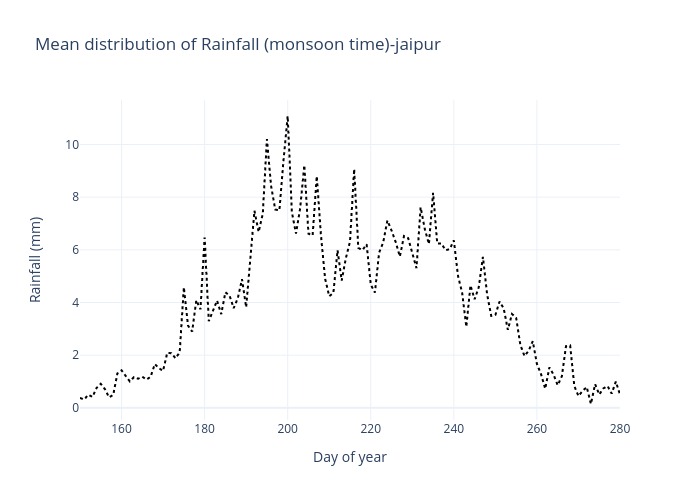 Mean distribution of Rainfall (monsoon time)-jaipur
Rainfall (mm)
10
8
6
4
2
0
160 180 200 220 240 260 280
Day of year